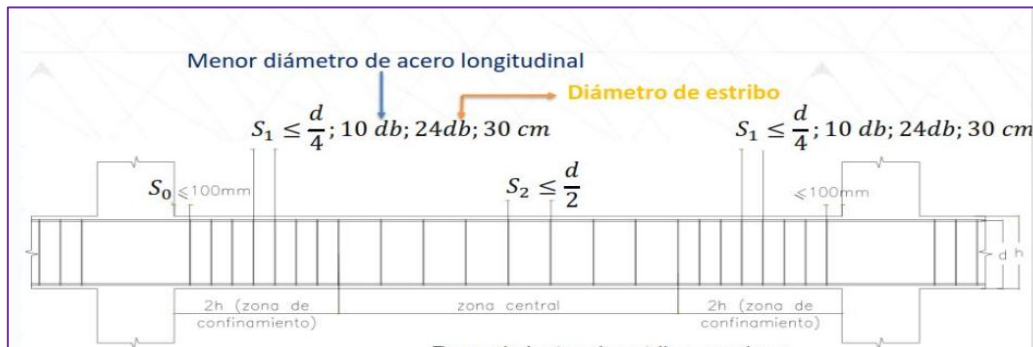 Menor diámetro de acero longitudinal
Diámetro de estribo
S₁ ≤ d/4; 10 db; 24db; 30 cm
S₁ ≤ d/4; 10 db; 24db; 30 cm
S₀ ≤100mm
S₂ ≤ d/2
≤100mm
d h
2h (zona de confinamiento)
zona central
2h (zona de confinamiento)